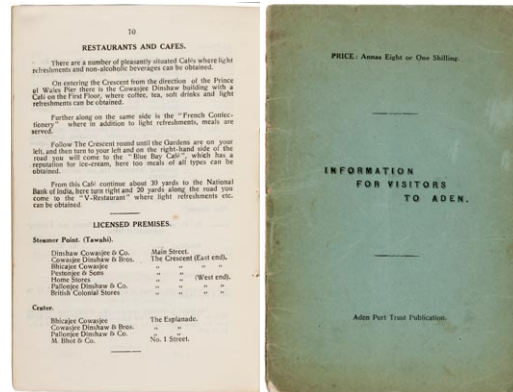 10
RESTAURANTS AND CAFES.
There are a number of pleasantly situated Cafés where light
refreshments and non-alcoholic beverages can be obtained.
On entering the Crescent from the direction of the Prince
of Wales Pier there is the Cowasjee Dinshaw building with a
Café on the First Floor, where coffee, tea, soft drinks and light
refreshments can be obtained.
Further along on the same side is the "French Confec-
tionery" where in addition to light refreshments, meals are
served.
Follow The Crescent round until the Gardens are on your
left, and then turn to your left and on the right-hand side of the
road you will come to the "Blue Bay Café", which has a
reputation for ice-cream, here too meals of all types can be
obtained.
From this Café continue about 30 yards to the National
Bank of India, here turn right and 20 yards along the road you
come to the "V-Restaurant" where light refreshments etc.
can be obtained.
LICENSED PREMISES.
Steamer Point. (Tawahi).
Dinshaw Cowasjee & Co. Main Street.
Cowasjee Dinshaw & Bros. The Crescent (East end).
Bhicajee Cowasjee " " " "
Pestonjee & Sons " "
Home Stores " " (West end).
Pallonjee Dinshaw & Co. " " " "
British Colonial Stores " " " "
Crater.
Bhicajee Cowasjee The Esplanade.
Cowasjee Dinshaw & Bros. " "
Pallonjee Dinshaw & Co. " "
M. Bhot & Co. No. 1 Street.
PRICE: Annas Eight or One Shilling.
INFORMATION
FOR VISITORS
TO ADEN.
Aden Port Trust Publication.